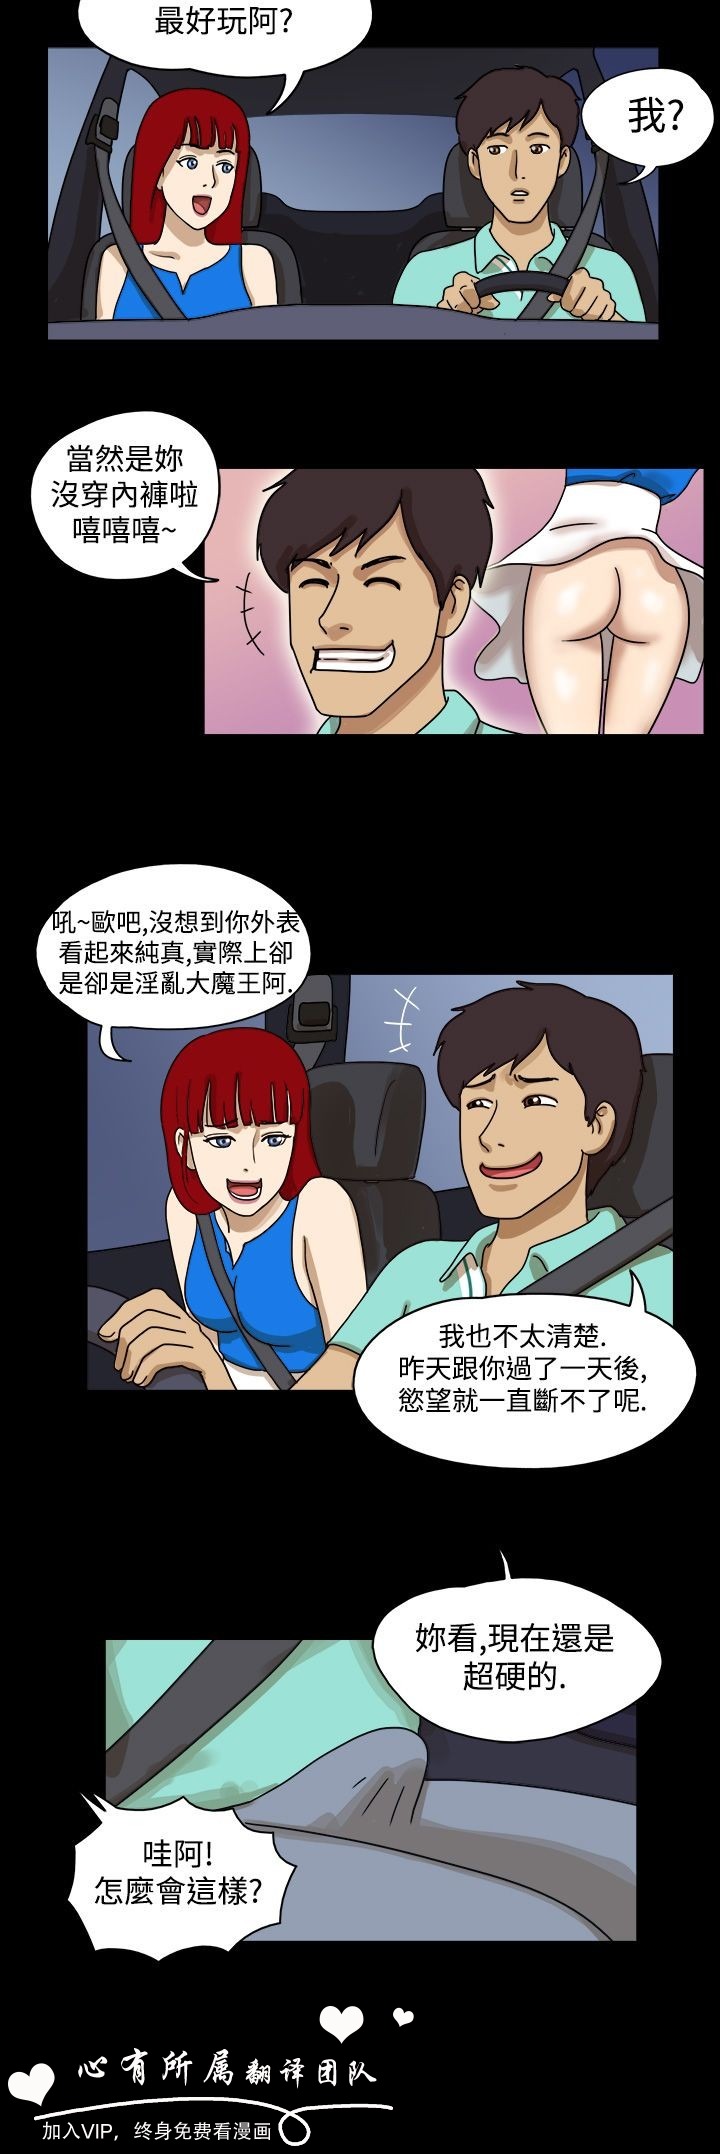 最好玩阿?
我?
當然是妳
沒穿內褲啦
嘻嘻嘻~
吼~歐吧,沒想到你外表
看起來純真,實際上卻
是卻是淫亂大魔王阿.
我也不太清楚.
昨天跟你過了一天後,
慾望就一直斷不了呢.
妳看,現在還是
超硬的.
哇阿!
怎麼會這樣?
心有所属翻译团队
加入VIP，终身免费看漫画